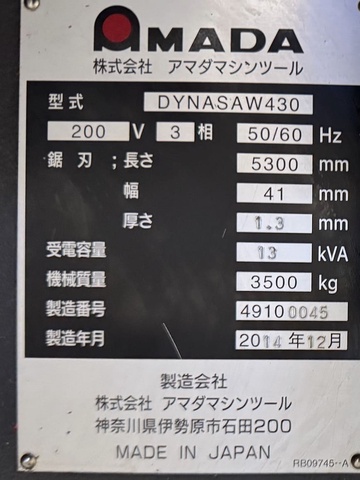 AMADA
株式会社 アマダマシンツール
型式 DYNASAW430
200 V 3 相 50/60 Hz
鋸 刃 ; 長さ 5300 mm
幅 41 mm
厚さ 1.3 mm
受電容量 13 kVA
機械質量 3500 kg
製造番号 49100045
製造年月 2014年12月
製造会社
株式会社 アマダマシンツール
神奈川県伊勢原市石田200
MADE IN JAPAN
RB09745--A